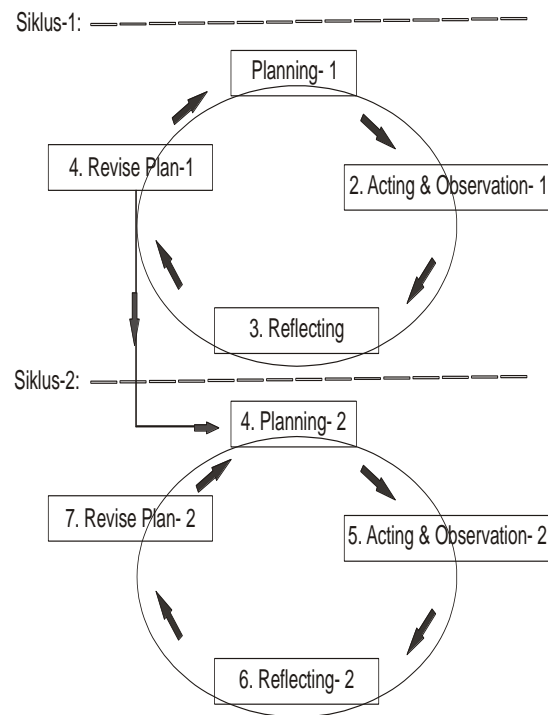 Siklus-1:
Planning- 1
4. Revise Plan-1
2. Acting & Observation- 1
3. Reflecting
Siklus-2:
4. Planning- 2
7. Revise Plan- 2
5. Acting & Observation- 2
6. Reflecting- 2